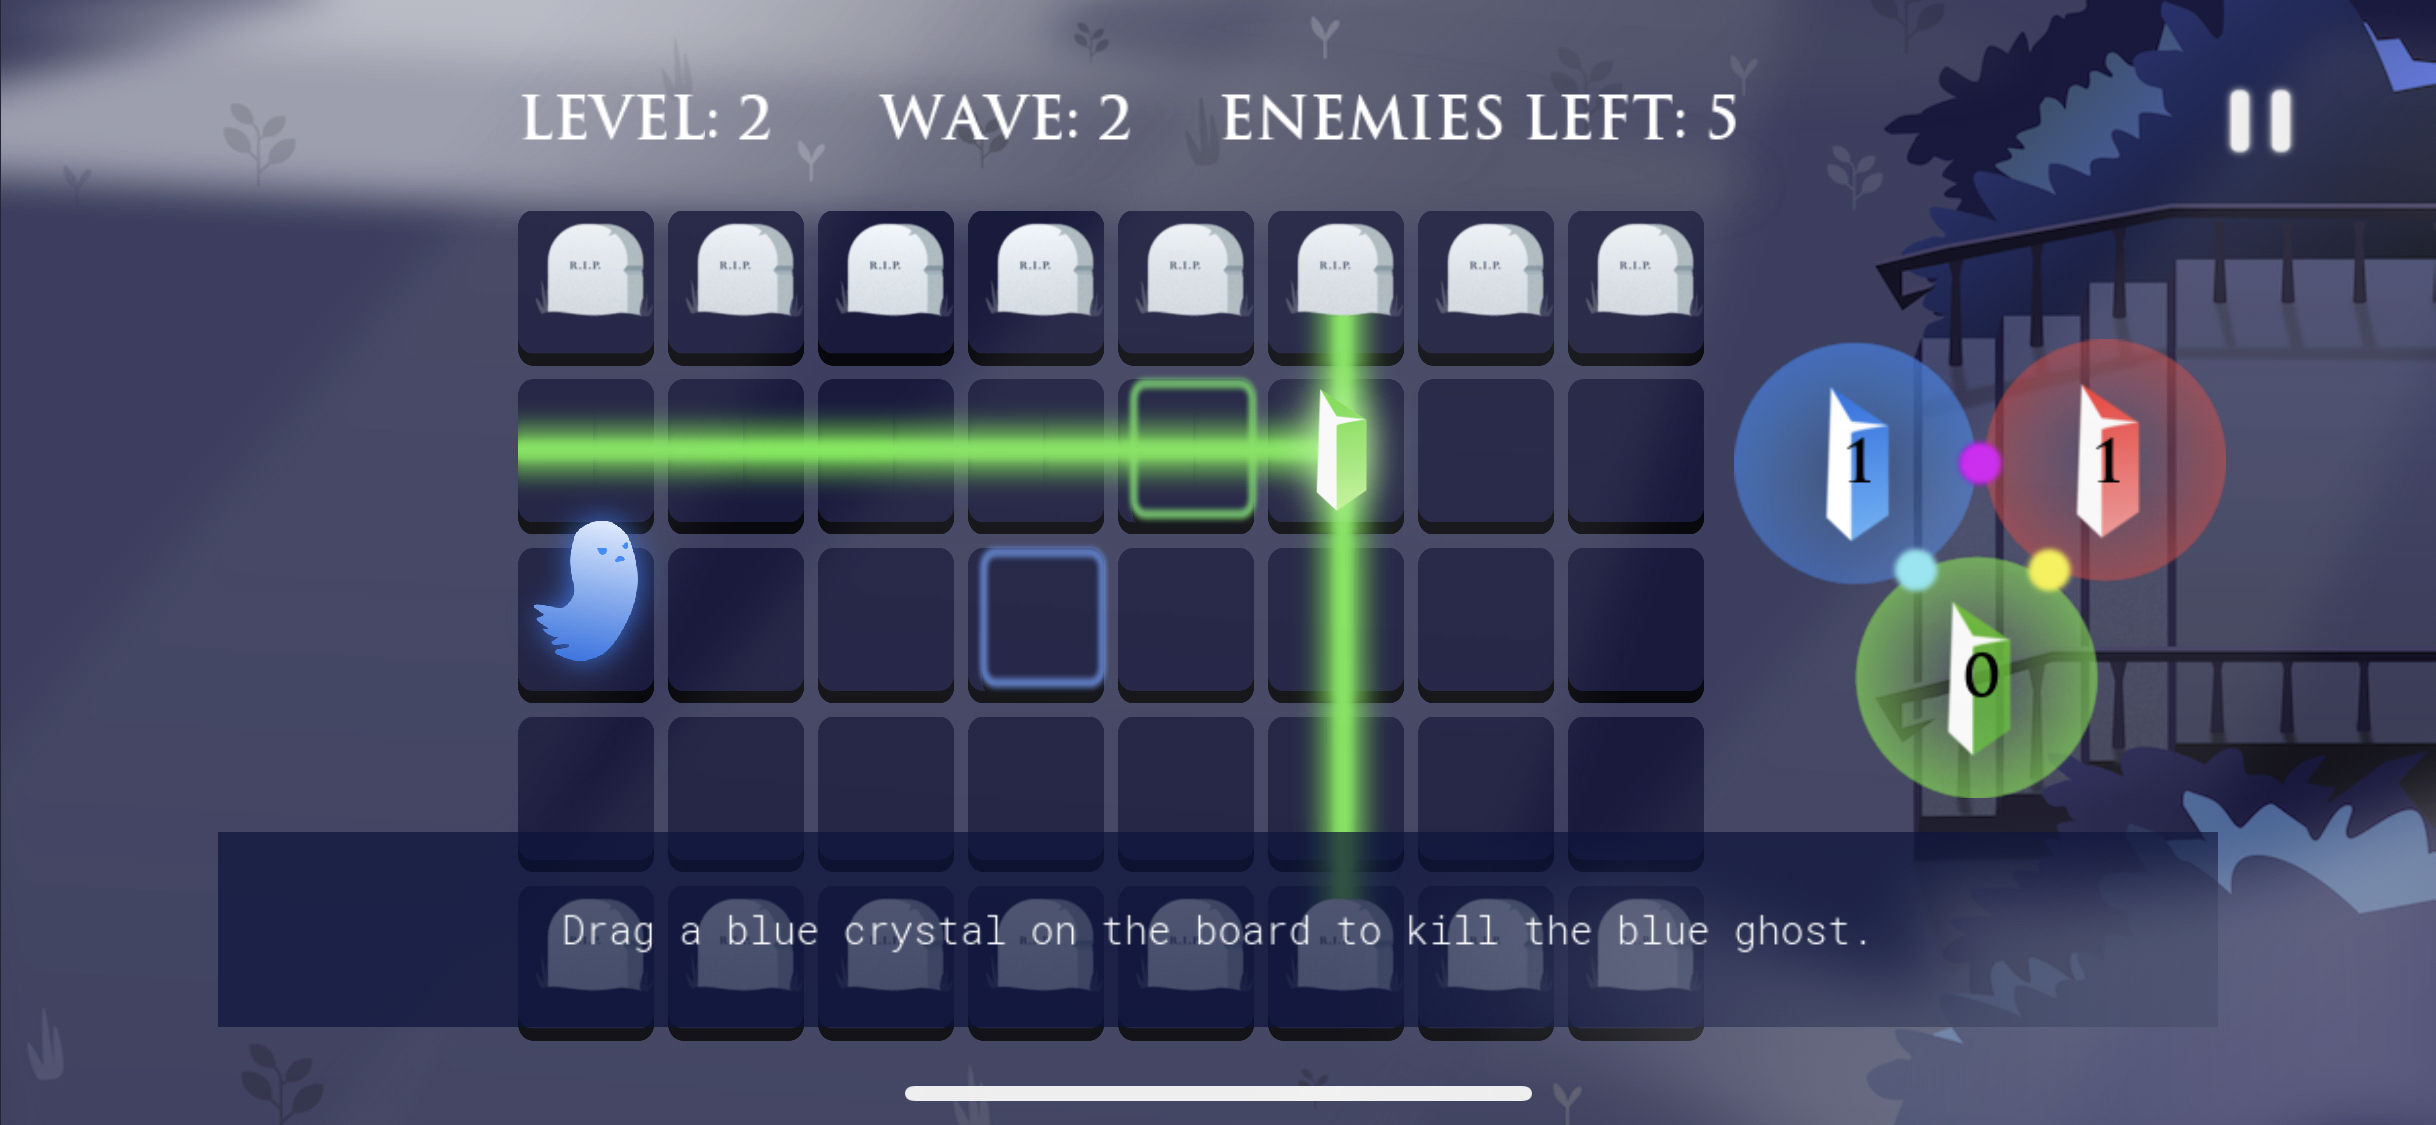 LEVEL: 2 WAVE: 2 ENEMIES LEFT: 5
R.I.P. R.I.P. R.I.P. R.I.P. R.I.P. R.I.P. R.I.P. R.I.P.
1 1
0
Drag a blue crystal on the board to kill the blue ghost.